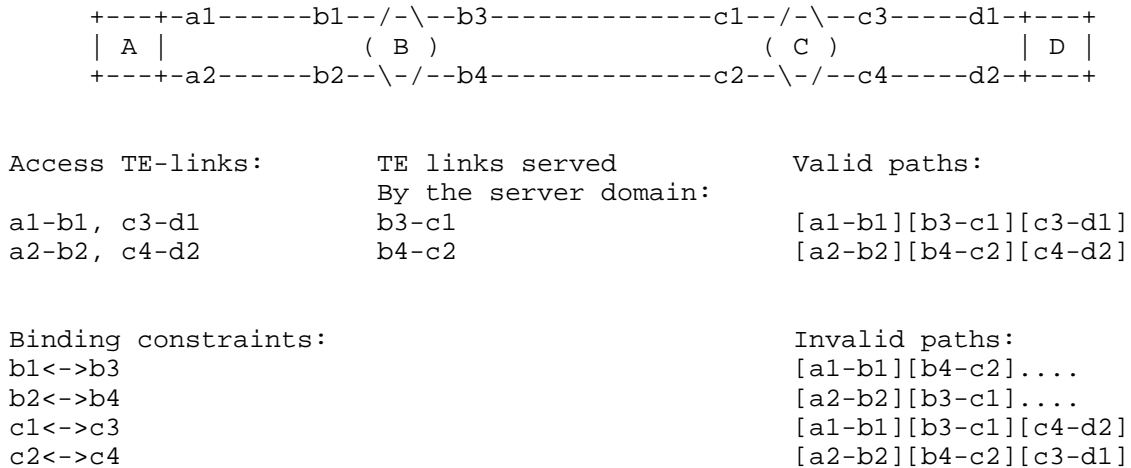 +---+-a1------b1--/-\--b3--------------c1--/-\--c3-----d1-+---+
| A |            ( B )                    ( C )           | D |
+---+-a2------b2--\-/--b4--------------c2--\-/--c4-----d2-+---+
Access TE-links:      TE links served            Valid paths:
                      By the server domain:
a1-b1, c3-d1          b3-c1                      [a1-b1][b3-c1][c3-d1]
a2-b2, c4-d2          b4-c2                      [a2-b2][b4-c2][c4-d2]
Binding constraints:                             Invalid paths:
b1<->b3                                          [a1-b1][b4-c2]....
b2<->b4                                          [a2-b2][b3-c1]....
c1<->c3                                          [a1-b1][b3-c1][c4-d2]
c2<->c4                                          [a2-b2][b4-c2][c3-d1]